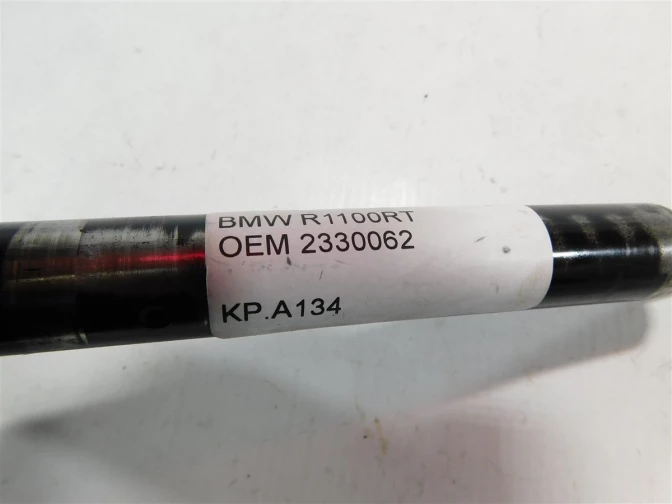 BMW R1100RT
OEM 2330062
KP.A134